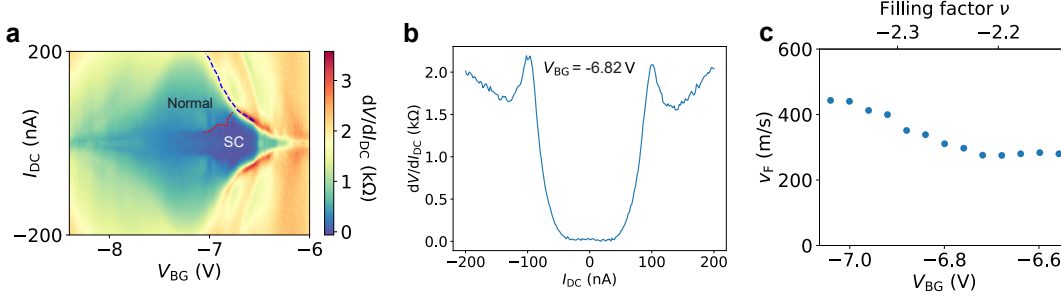 a
200
0
−200
I_DC (nA)
Normal
SC
−8
−7
−6
V_BG (V)
3
2
1
0
dV/dI_DC (kΩ)
b
V_BG = -6.82 V
2.0
1.5
1.0
0.5
0.0
dV/dI_DC (kΩ)
−200
−100
0
100
200
I_DC (nA)
c
Filling factor ν
−2.3
−2.2
600
400
200
0
v_F (m/s)
−7.0
−6.8
−6.6
V_BG (V)